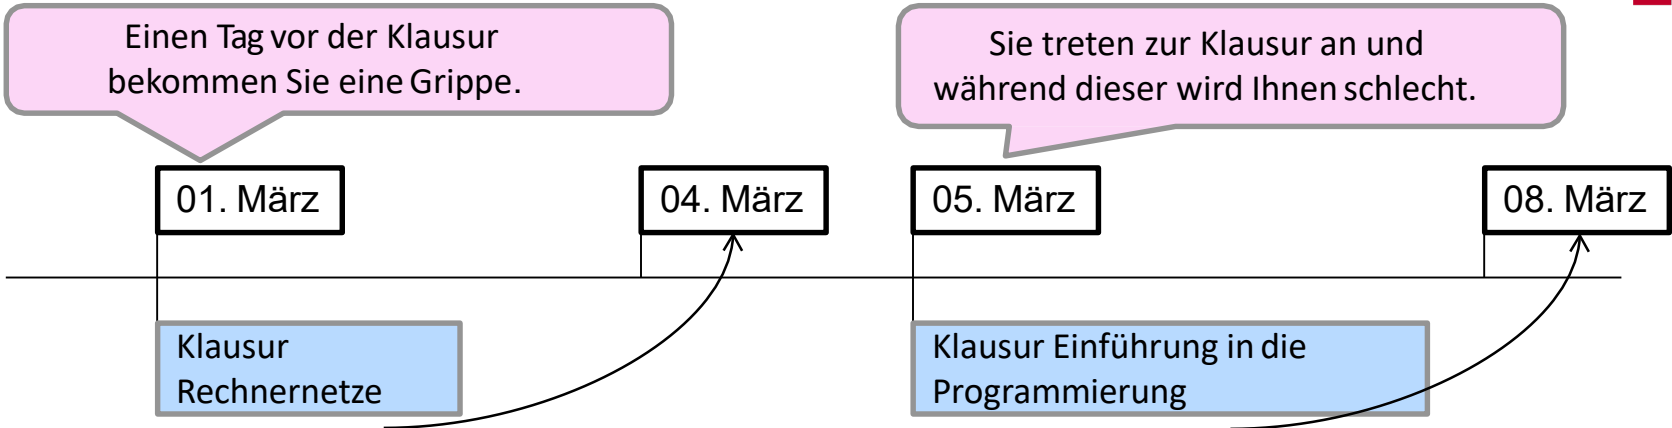 Einen Tag vor der Klausur
bekommen Sie eine Grippe.
Sie treten zur Klausur an und
während dieser wird Ihnen schlecht.
01. März
04. März
05. März
08. März
Klausur
Rechnernetze
Klausur Einführung in die
Programmierung